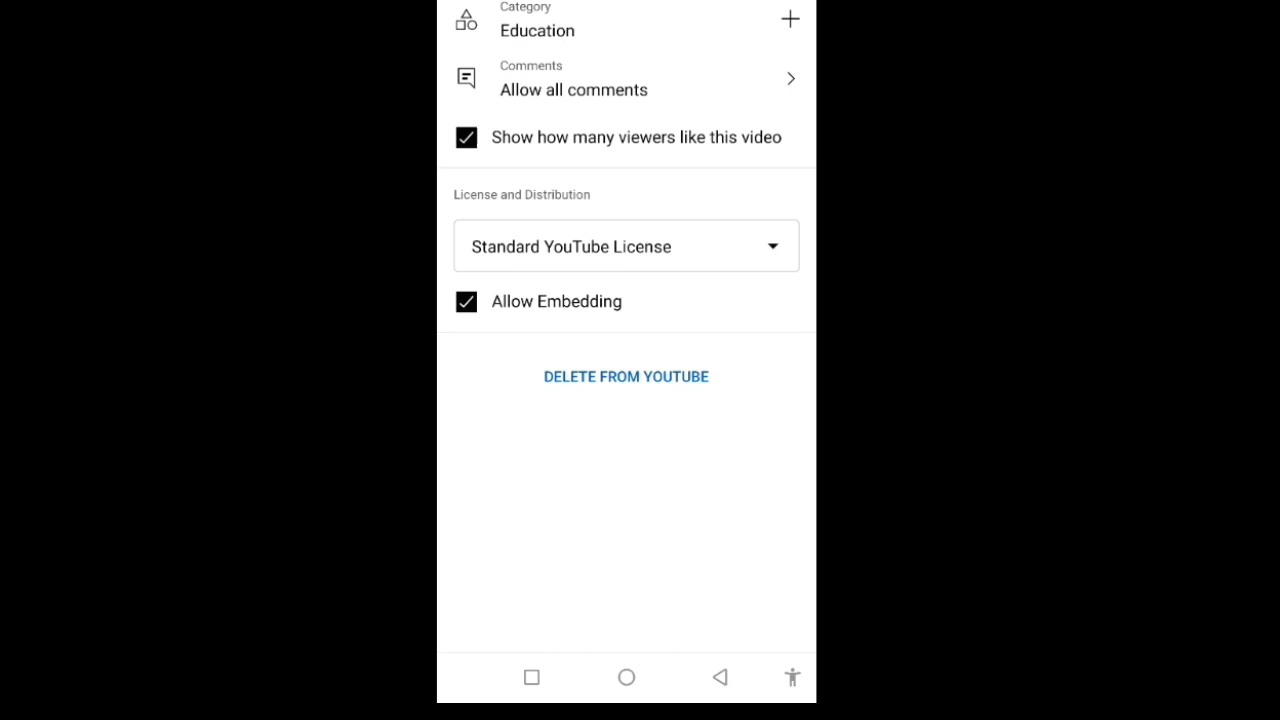 Category
Education
Comments
Allow all comments
Show how many viewers like this video
License and Distribution
Standard YouTube License
Allow Embedding
DELETE FROM YOUTUBE